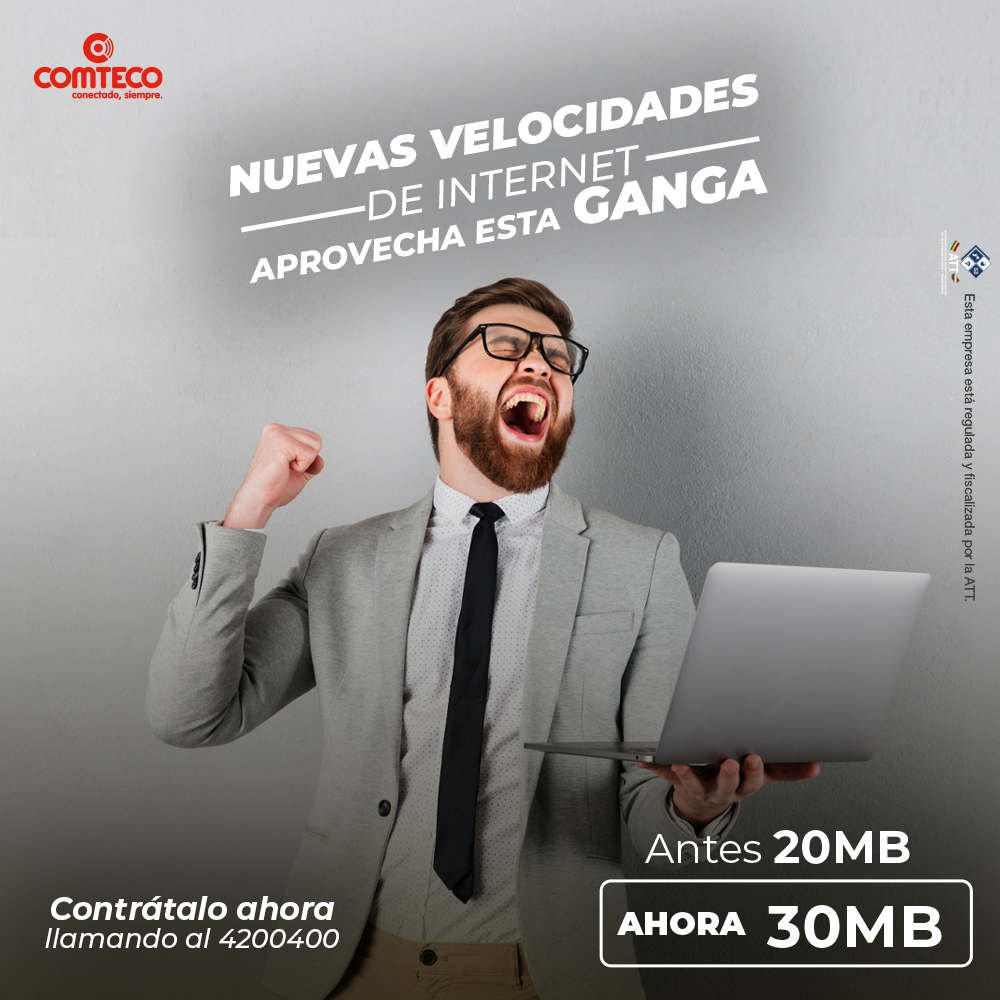 COMTECO
conectado, siempre.
NUEVAS VELOCIDADES
DE INTERNET
APROVECHA ESTA GANGA
ATT
Esta empresa está regulada y fiscalizada por la ATT.
Antes 20MB
AHORA 30MB
Contrátalo ahora
llamando al 4200400